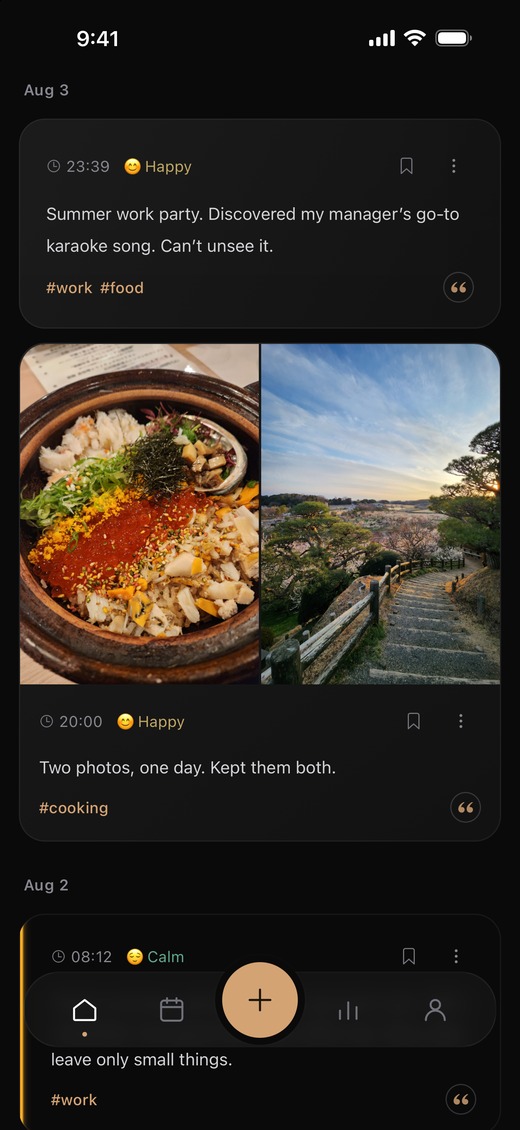 9:41
Aug 3
23:39 😊 Happy
Summer work party. Discovered my manager’s go-to
karaoke song. Can’t unsee it.
#work #food
20:00 😊 Happy
Two photos, one day. Kept them both.
#cooking
Aug 2
08:12 😌 Calm
leave only small things.
#work